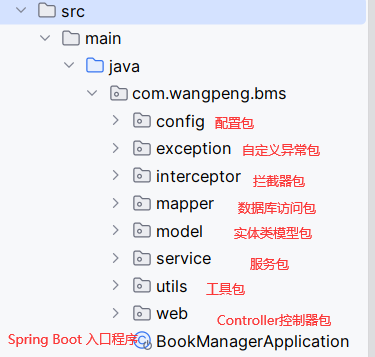 src
main
java
com.wangpeng.bms
config 配置包
exception 自定义异常包
interceptor 拦截器包
mapper 数据库访问包
model 实体类模型包
service 服务包
utils 工具包
web Controller控制器包
Spring Boot 入口程序 BookManagerApplication